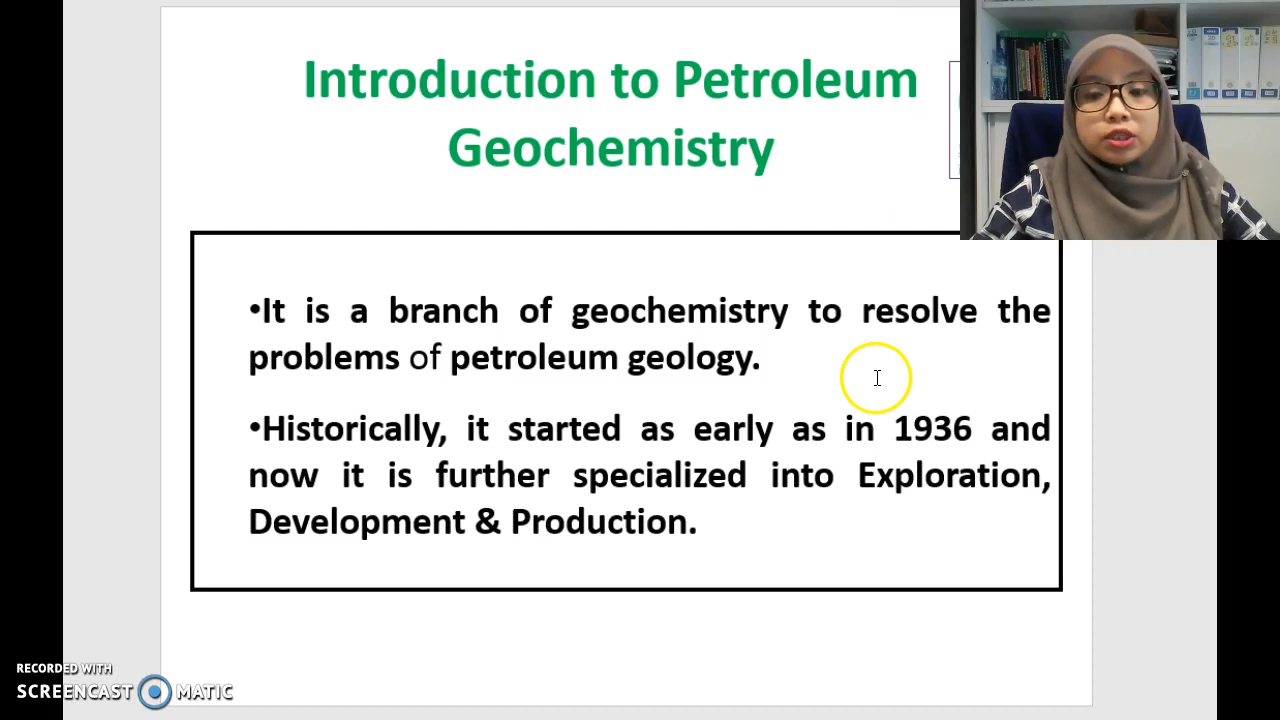 Introduction to Petroleum
Geochemistry
•It is a branch of geochemistry to resolve the
problems of petroleum geology.
•Historically, it started as early as in 1936 and
now it is further specialized into Exploration,
Development & Production.
RECORDED WITH
SCREENCAST MATIC